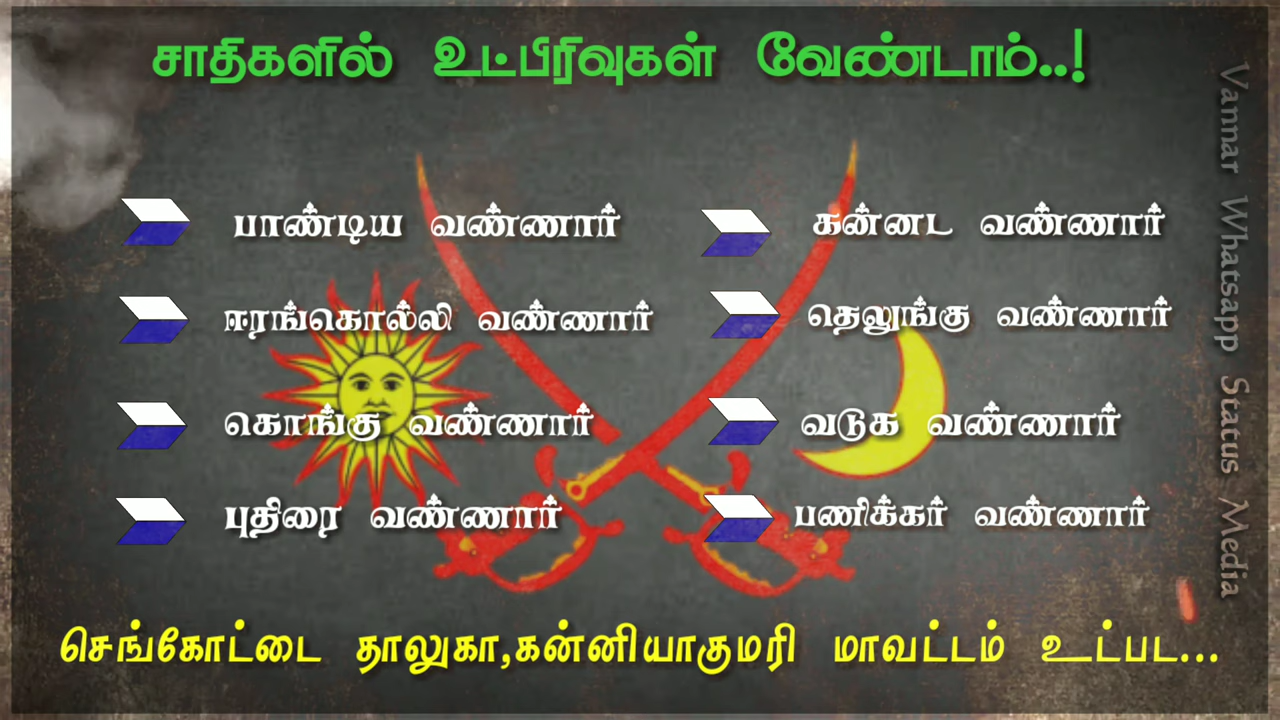 சாதிகளில் உட்பிரிவுகள் வேண்டாம்..!
பாண்டிய வண்ணார்
ஈரங்கொல்லி வண்ணார்
கொங்கு வண்ணார்
புதிரை வண்ணார்
கன்னட வண்ணார்
தெலுங்கு வண்ணார்
வடுக வண்ணார்
பணிக்கர் வண்ணார்
செங்கோட்டை தாலுகா,கன்னியாகுமரி மாவட்டம் உட்பட...
Vannar Whatsapp Status Media